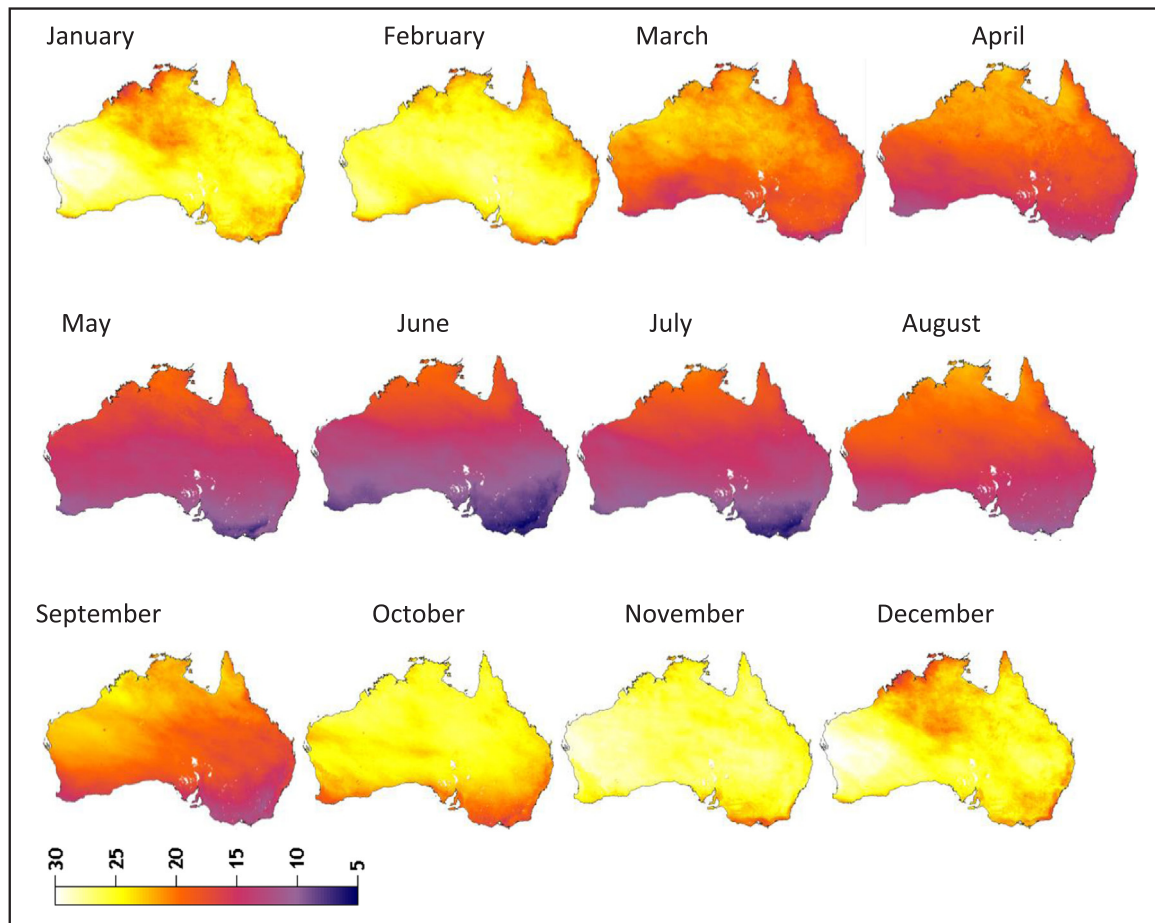 January February March April
May June July August
September October November December
30 25 20 15 10 5